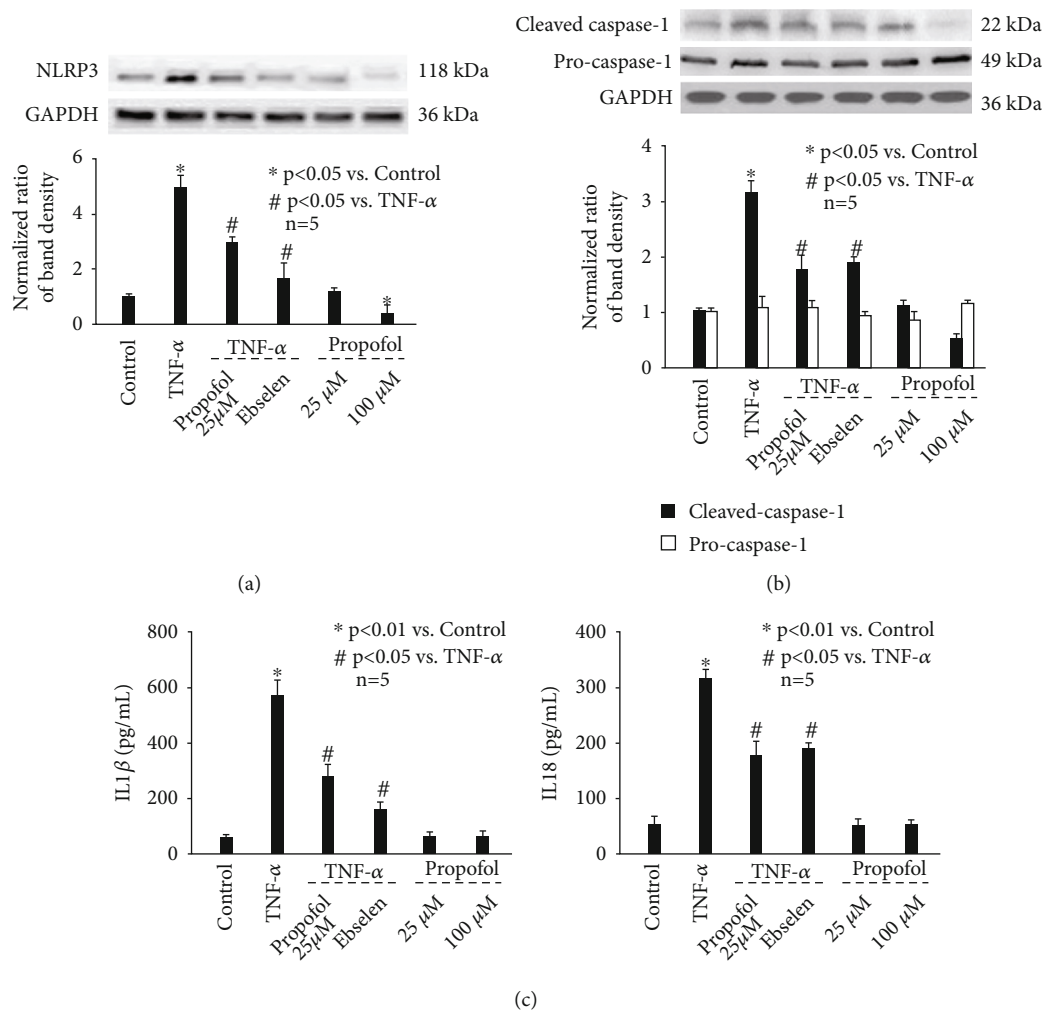 NLRP3
118 kDa
GAPDH
36 kDa
Normalized ratio
of band density
6
4
2
0
* p<0.05 vs. Control
# p<0.05 vs. TNF-α
n=5
*
#
#
*
Control
TNF-α
TNF-α
Propofol
25μM
Ebselen
Propofol
25 μM
100 μM
(a)
Cleaved caspase-1
22 kDa
Pro-caspase-1
49 kDa
GAPDH
36 kDa
Normalized ratio
of band density
4
3
2
1
0
* p<0.05 vs. Control
# p<0.05 vs. TNF-α
n=5
*
#
#
Control
TNF-α
TNF-α
Propofol
25μM
Ebselen
Propofol
25 μM
100 μM
Cleaved-caspase-1
Pro-caspase-1
(b)
IL1β (pg/mL)
800
600
400
200
0
* p<0.01 vs. Control
# p<0.05 vs. TNF-α
n=5
*
#
#
Control
TNF-α
TNF-α
Propofol
25μM
Ebselen
Propofol
25 μM
100 μM
IL18 (pg/mL)
400
300
200
100
0
* p<0.01 vs. Control
# p<0.05 vs. TNF-α
n=5
*
#
#
Control
TNF-α
TNF-α
Propofol
25μM
Ebselen
Propofol
25 μM
100 μM
(c)